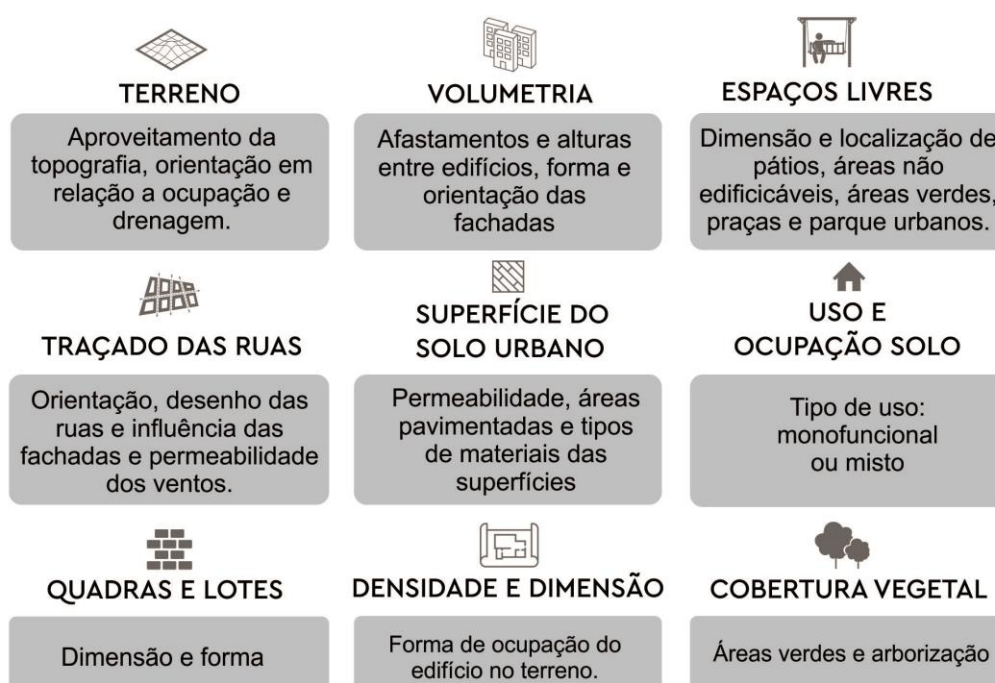 TERRENO
Aproveitamento da
topografia, orientação em
relação a ocupação e
drenagem.
VOLUMETRIA
Afastamentos e alturas
entre edifícios, forma e
orientação das
fachadas
ESPAÇOS LIVRES
Dimensão e localização de
pátios, áreas não
edificicáveis, áreas verdes,
praças e parque urbanos.
TRAÇADO DAS RUAS
Orientação, desenho das
ruas e influência das
fachadas e permeabilidade
dos ventos.
SUPERFÍCIE DO
SOLO URBANO
Permeabilidade, áreas
pavimentadas e tipos
de materiais das
superfícies
USO E
OCUPAÇÃO SOLO
Tipo de uso:
monofuncional
ou misto
QUADRAS E LOTES
Dimensão e forma
DENSIDADE E DIMENSÃO
Forma de ocupação do
edifício no terreno.
COBERTURA VEGETAL
Áreas verdes e arborização